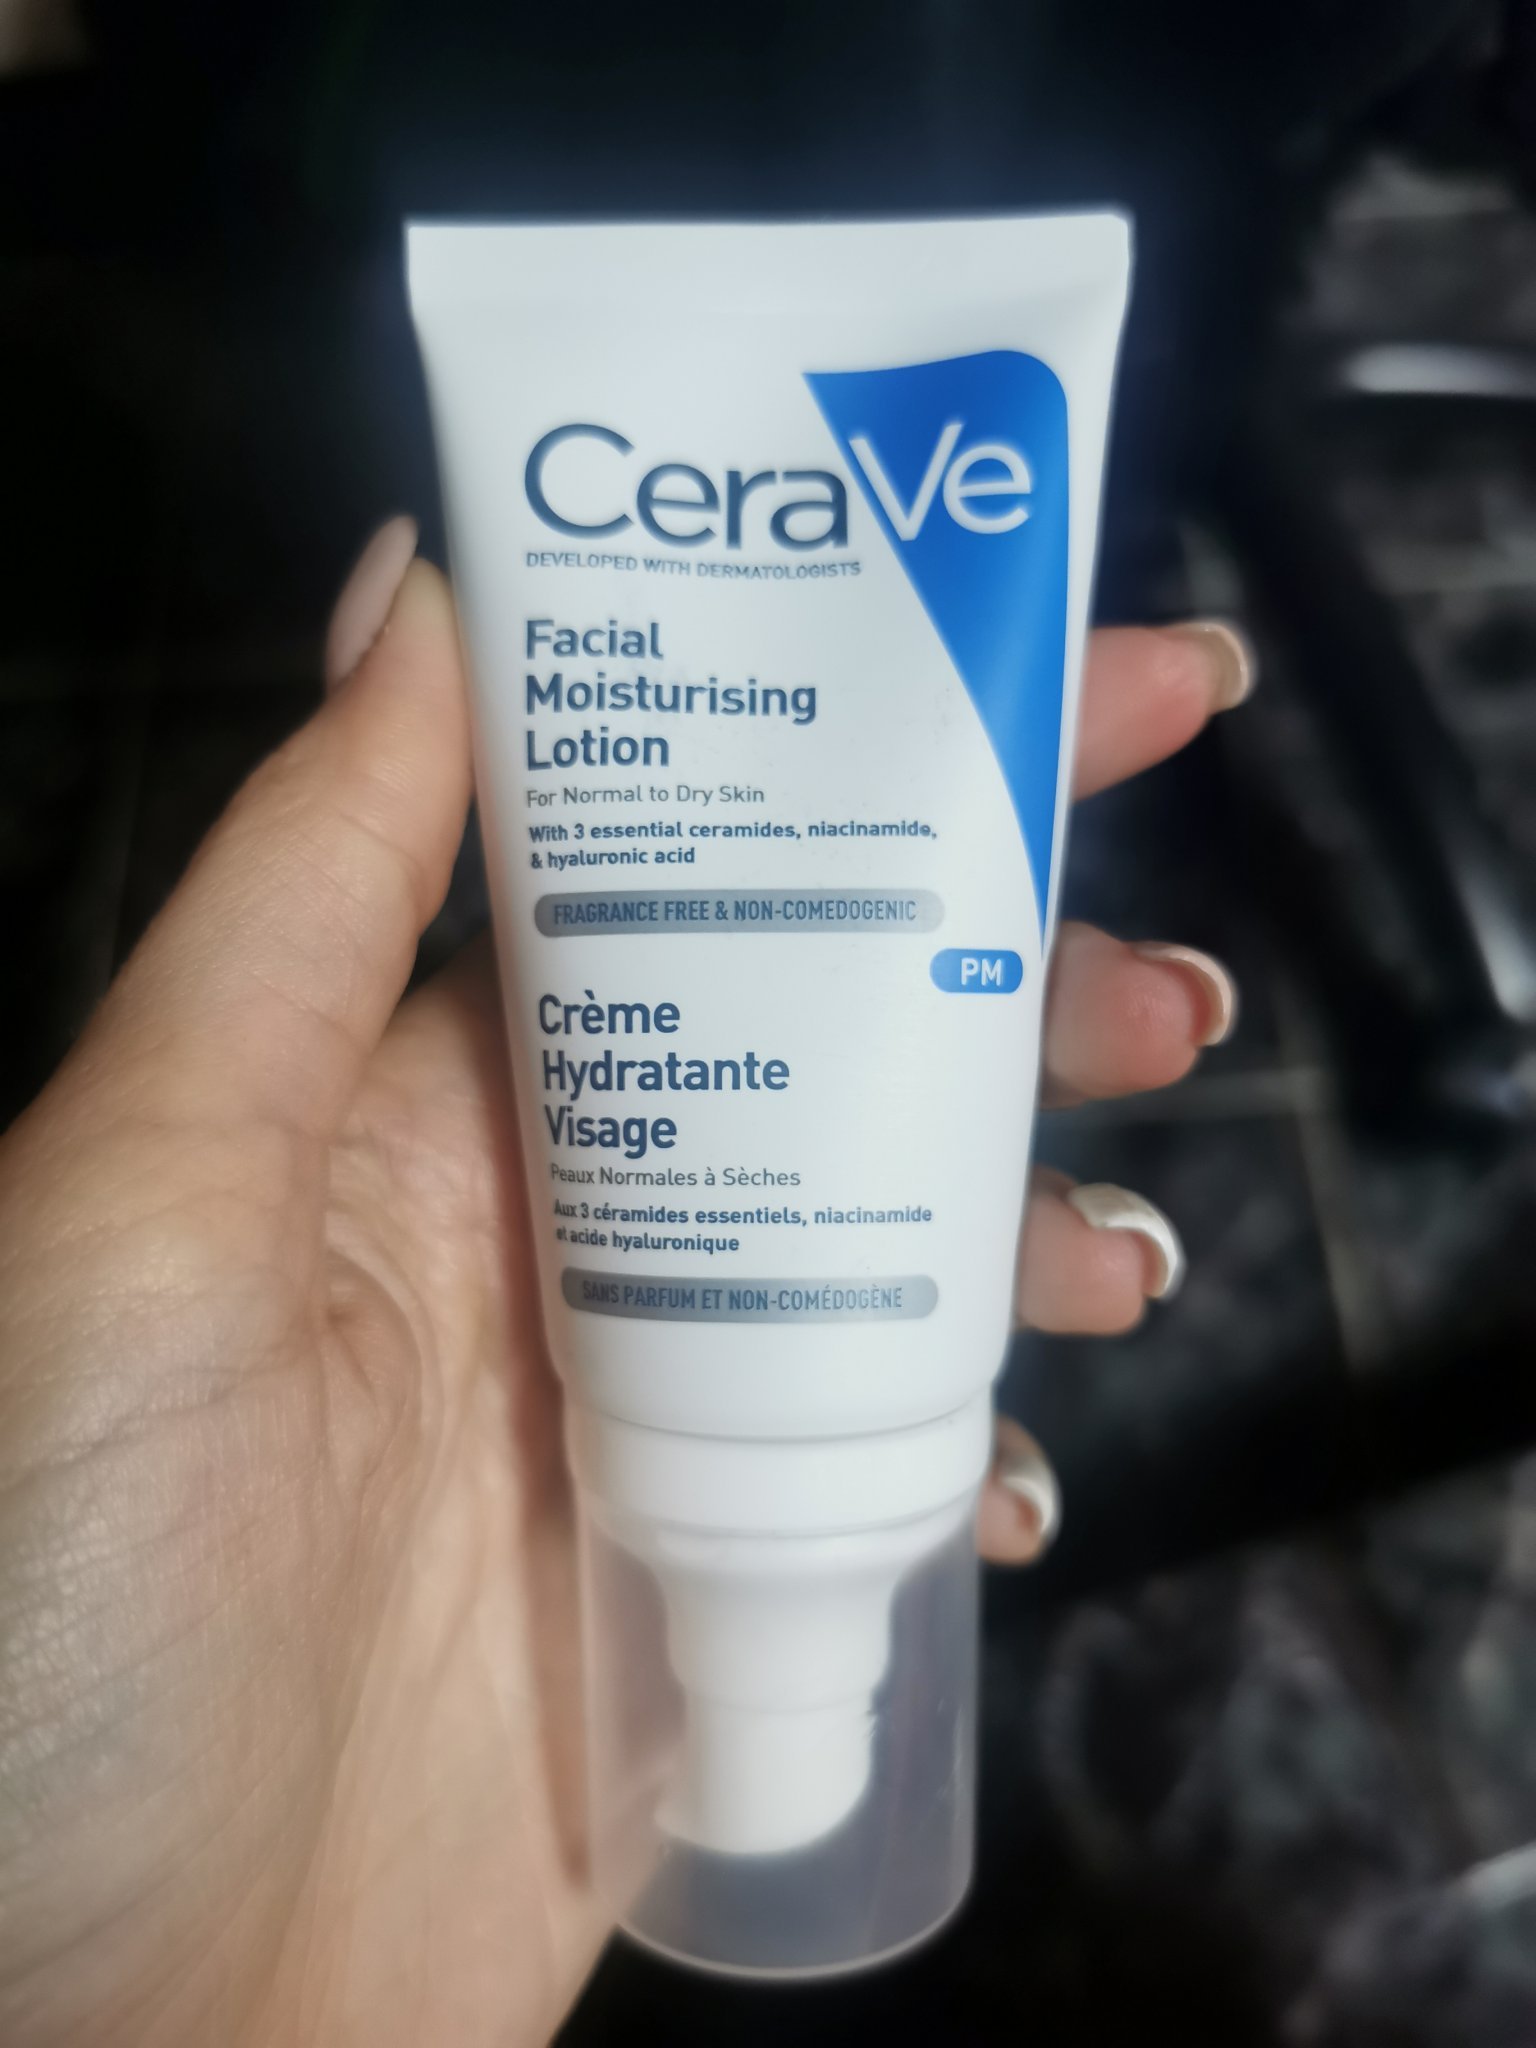 CeraVe
DEVELOPED WITH DERMATOLOGISTS
Facial
Moisturising
Lotion
For Normal to Dry Skin
With 3 essential ceramides, niacinamide,
& hyaluronic acid
FRAGRANCE FREE & NON-COMEDOGENIC
PM
Crème
Hydratante
Visage
Peaux Normales à Sèches
Aux 3 céramides essentiels, niacinamide
et acide hyaluronique
SANS PARFUM ET NON-COMÉDOGÈNE